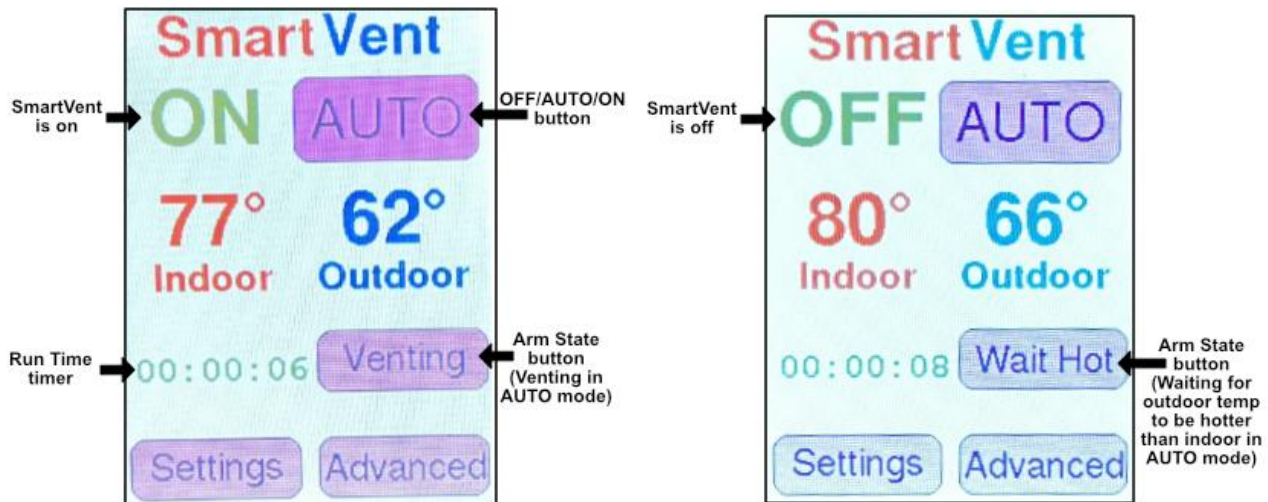 SmartVent
SmartVent
is on
ON
AUTO
OFF/AUTO/ON
button
77° 62°
Indoor Outdoor
Run Time
timer
00:00:06
Venting
Arm State
button
(Venting in
AUTO mode)
Settings
Advanced
SmartVent
SmartVent
is off
OFF
AUTO
80° 66°
Indoor Outdoor
00:00:08
Wait Hot
Arm State
button
(Waiting for
outdoor temp
to be hotter
than indoor in
AUTO mode)
Settings
Advanced